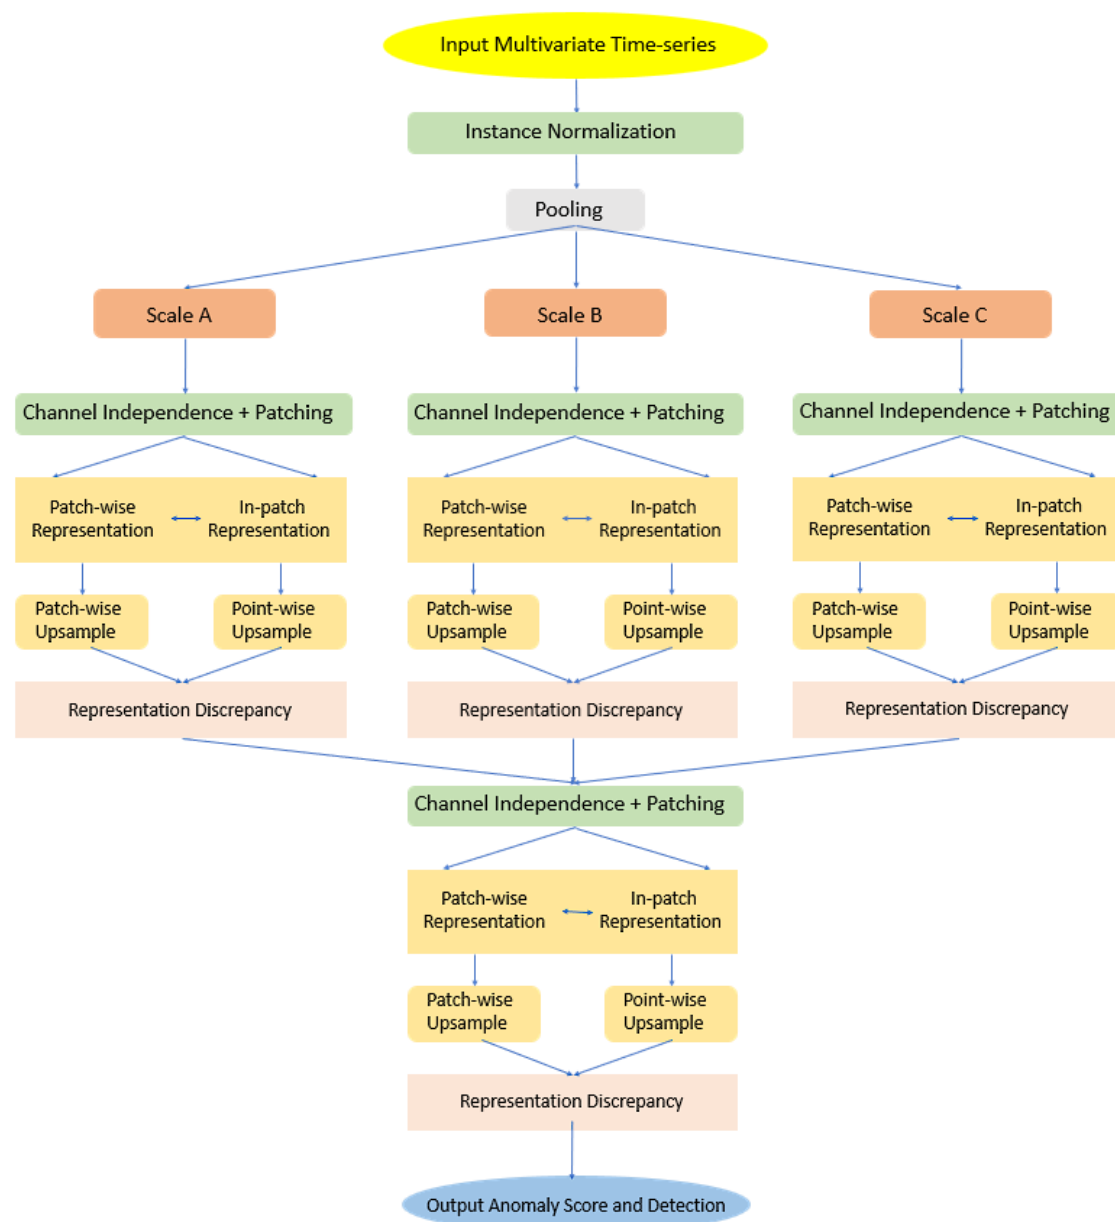 Input Multivariate Time-series
Instance Normalization
Pooling
Scale A
Scale B
Scale C
Channel Independence + Patching
Channel Independence + Patching
Channel Independence + Patching
Patch-wise
Representation
In-patch
Representation
Patch-wise
Representation
In-patch
Representation
Patch-wise
Representation
In-patch
Representation
Patch-wise
Upsample
Point-wise
Upsample
Patch-wise
Upsample
Point-wise
Upsample
Patch-wise
Upsample
Point-wise
Upsample
Representation Discrepancy
Representation Discrepancy
Representation Discrepancy
Channel Independence + Patching
Patch-wise
Representation
In-patch
Representation
Patch-wise
Upsample
Point-wise
Upsample
Representation Discrepancy
Output Anomaly Score and Detection